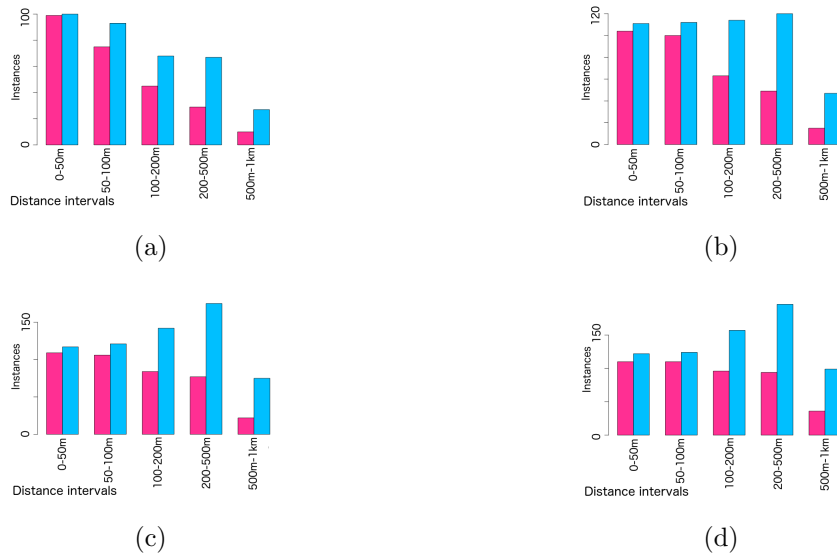 100
Instances
0
0-50m
50-100m
100-200m
200-500m
500m-1km
Distance intervals
(a)
120
Instances
0
0-50m
50-100m
100-200m
200-500m
500m-1km
Distance intervals
(b)
150
Instances
0
0-50m
50-100m
100-200m
200-500m
500m-1km
Distance intervals
(c)
150
Instances
0
0-50m
50-100m
100-200m
200-500m
500m-1km
Distance intervals
(d)